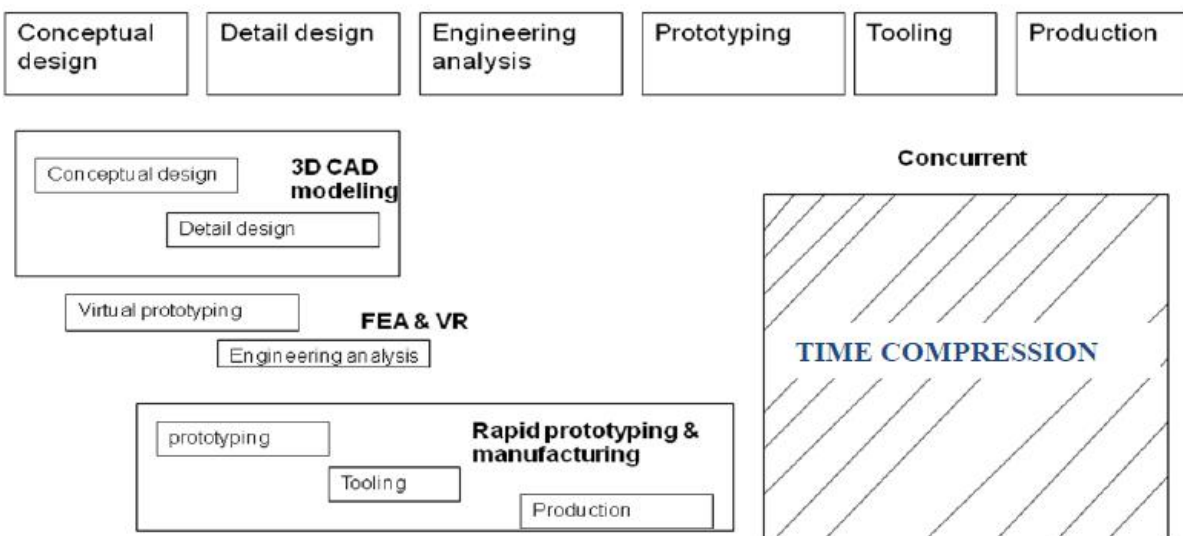 Conceptual
design
Detail design
Engineering
analysis
Prototyping
Tooling
Production
Conceptual design
3D CAD
modeling
Detail design
Virtual prototyping
FEA & VR
Engineering analysis
prototyping
Rapid prototyping &
manufacturing
Tooling
Production
Concurrent
TIME COMPRESSION